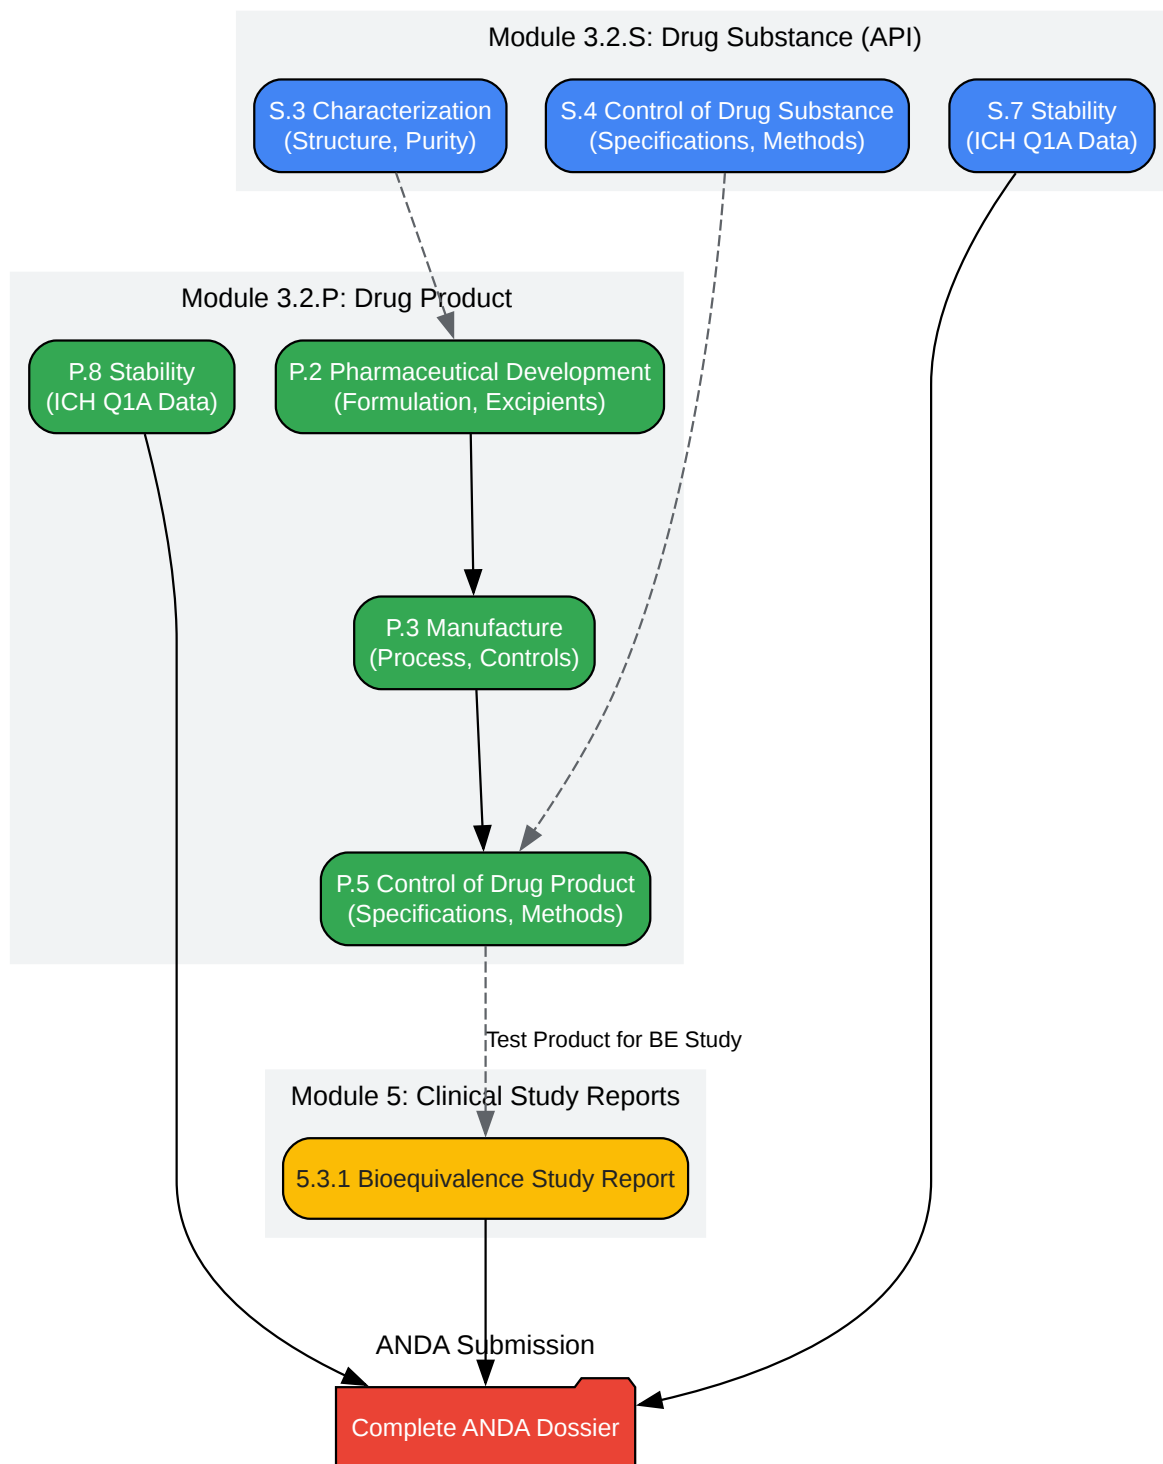 Module 3.2.S: Drug Substance (API)
S.3 Characterization
(Structure, Purity)
S.4 Control of Drug Substance
(Specifications, Methods)
S.7 Stability
(ICH Q1A Data)
Module 3.2.P: Drug Product
P.8 Stability
(ICH Q1A Data)
P.2 Pharmaceutical Development
(Formulation, Excipients)
P.3 Manufacture
(Process, Controls)
P.5 Control of Drug Product
(Specifications, Methods)
Test Product for BE Study
Module 5: Clinical Study Reports
5.3.1 Bioequivalence Study Report
ANDA Submission
Complete ANDA Dossier